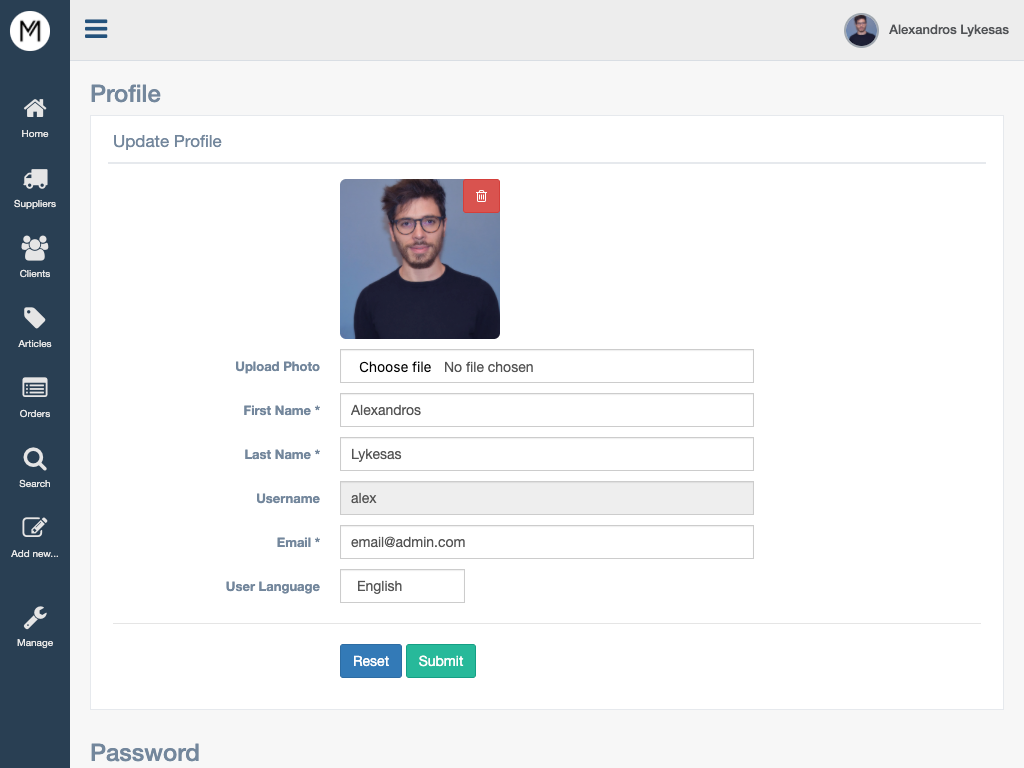 M
Alexandros Lykesas
Home
Suppliers
Clients
Articles
Orders
Search
Add new...
Manage
Profile
Update Profile
Upload Photo Choose file No file chosen
First Name * Alexandros
Last Name * Lykesas
Username alex
Email * email@admin.com
User Language English
Reset Submit
Password